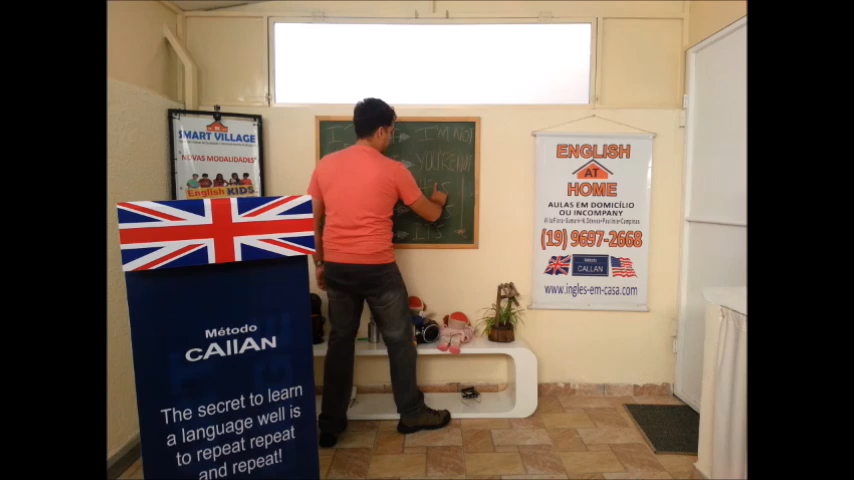 SMART VILLAGE
"NOVAS MODALIDADES"
English KIDS
Método
CAllAN
The secret to learn
a language well is
to repeat repeat
and repeat!
I'M NOT
ENGLISH
AT
HOME
AULAS EM DOMICÍLIO
OU INCOMPANY
(19) 9697-2668
Método
CALLAN
www.ingles-em-casa.com